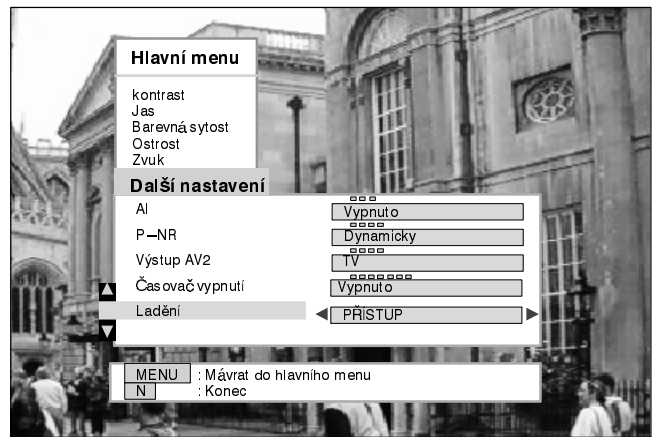 Hlavní menu
kontrast
Jas
Barevná sytost
Ostrost
Zvuk
Další nastavení
AI Vypnuto
P–NR Dynamicky
Výstup AV2 TV
Časovač vypnutí Vypnuto
Ladění PŘÍSTUP
MENU : Mávrat do hlavního menu
N : Konec